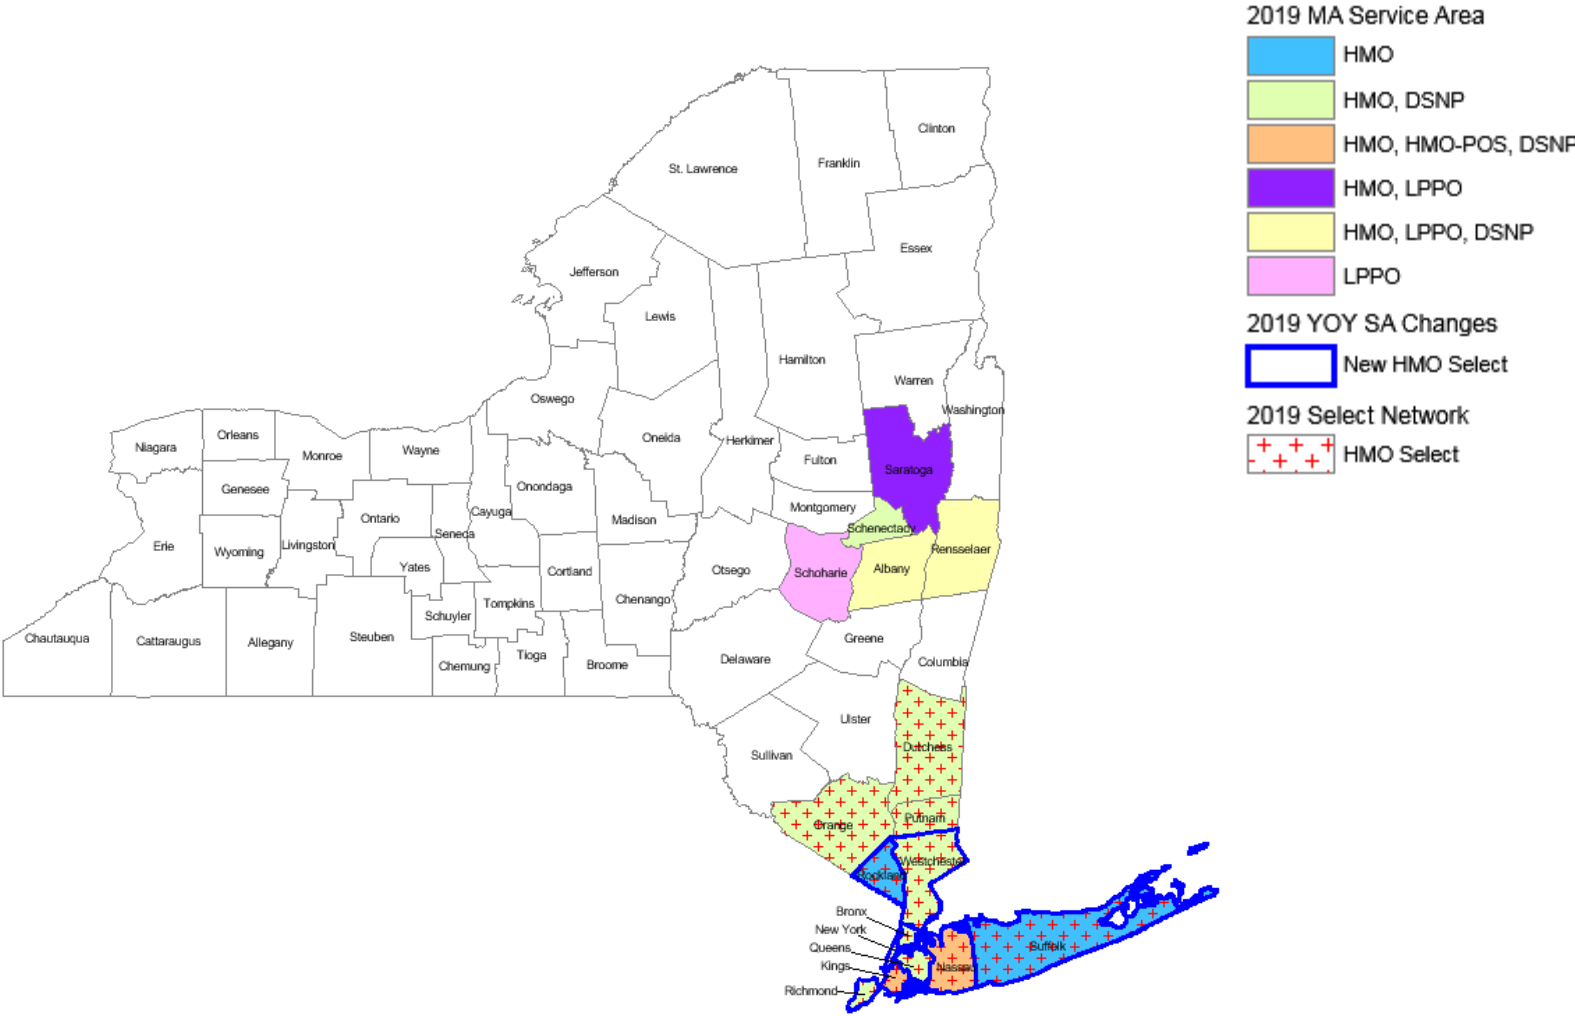 2019 MA Service Area
HMO
HMO, DSNP
HMO, HMO-POS, DSNP
HMO, LPPO
HMO, LPPO, DSNP
LPPO
2019 YOY SA Changes
New HMO Select
2019 Select Network
HMO Select
Clinton
Franklin
St. Lawrence
Essex
Jefferson
Lewis
Hamilton
Warren
Oswego
Washington
Orleans
Oneida
Herkimer
Niagara
Monroe
Wayne
Fulton
Saratoga
Genesee
Onondaga
Montgomery
Ontario
Cayuga
Madison
Schenectady
Seneca
Erie
Wyoming
Livingston
Rensselaer
Yates
Cortland
Otsego
Schoharie
Albany
Chenango
Tompkins
Schuyler
Chautauqua
Cattaraugus
Allegany
Steuben
Greene
Tioga
Chemung
Broome
Delaware
Columbia
Ulster
Dutchess
Sullivan
Putnam
Orange
Westchester
Rockland
Bronx
New York
Queens
Suffolk
Kings
Nassau
Richmond